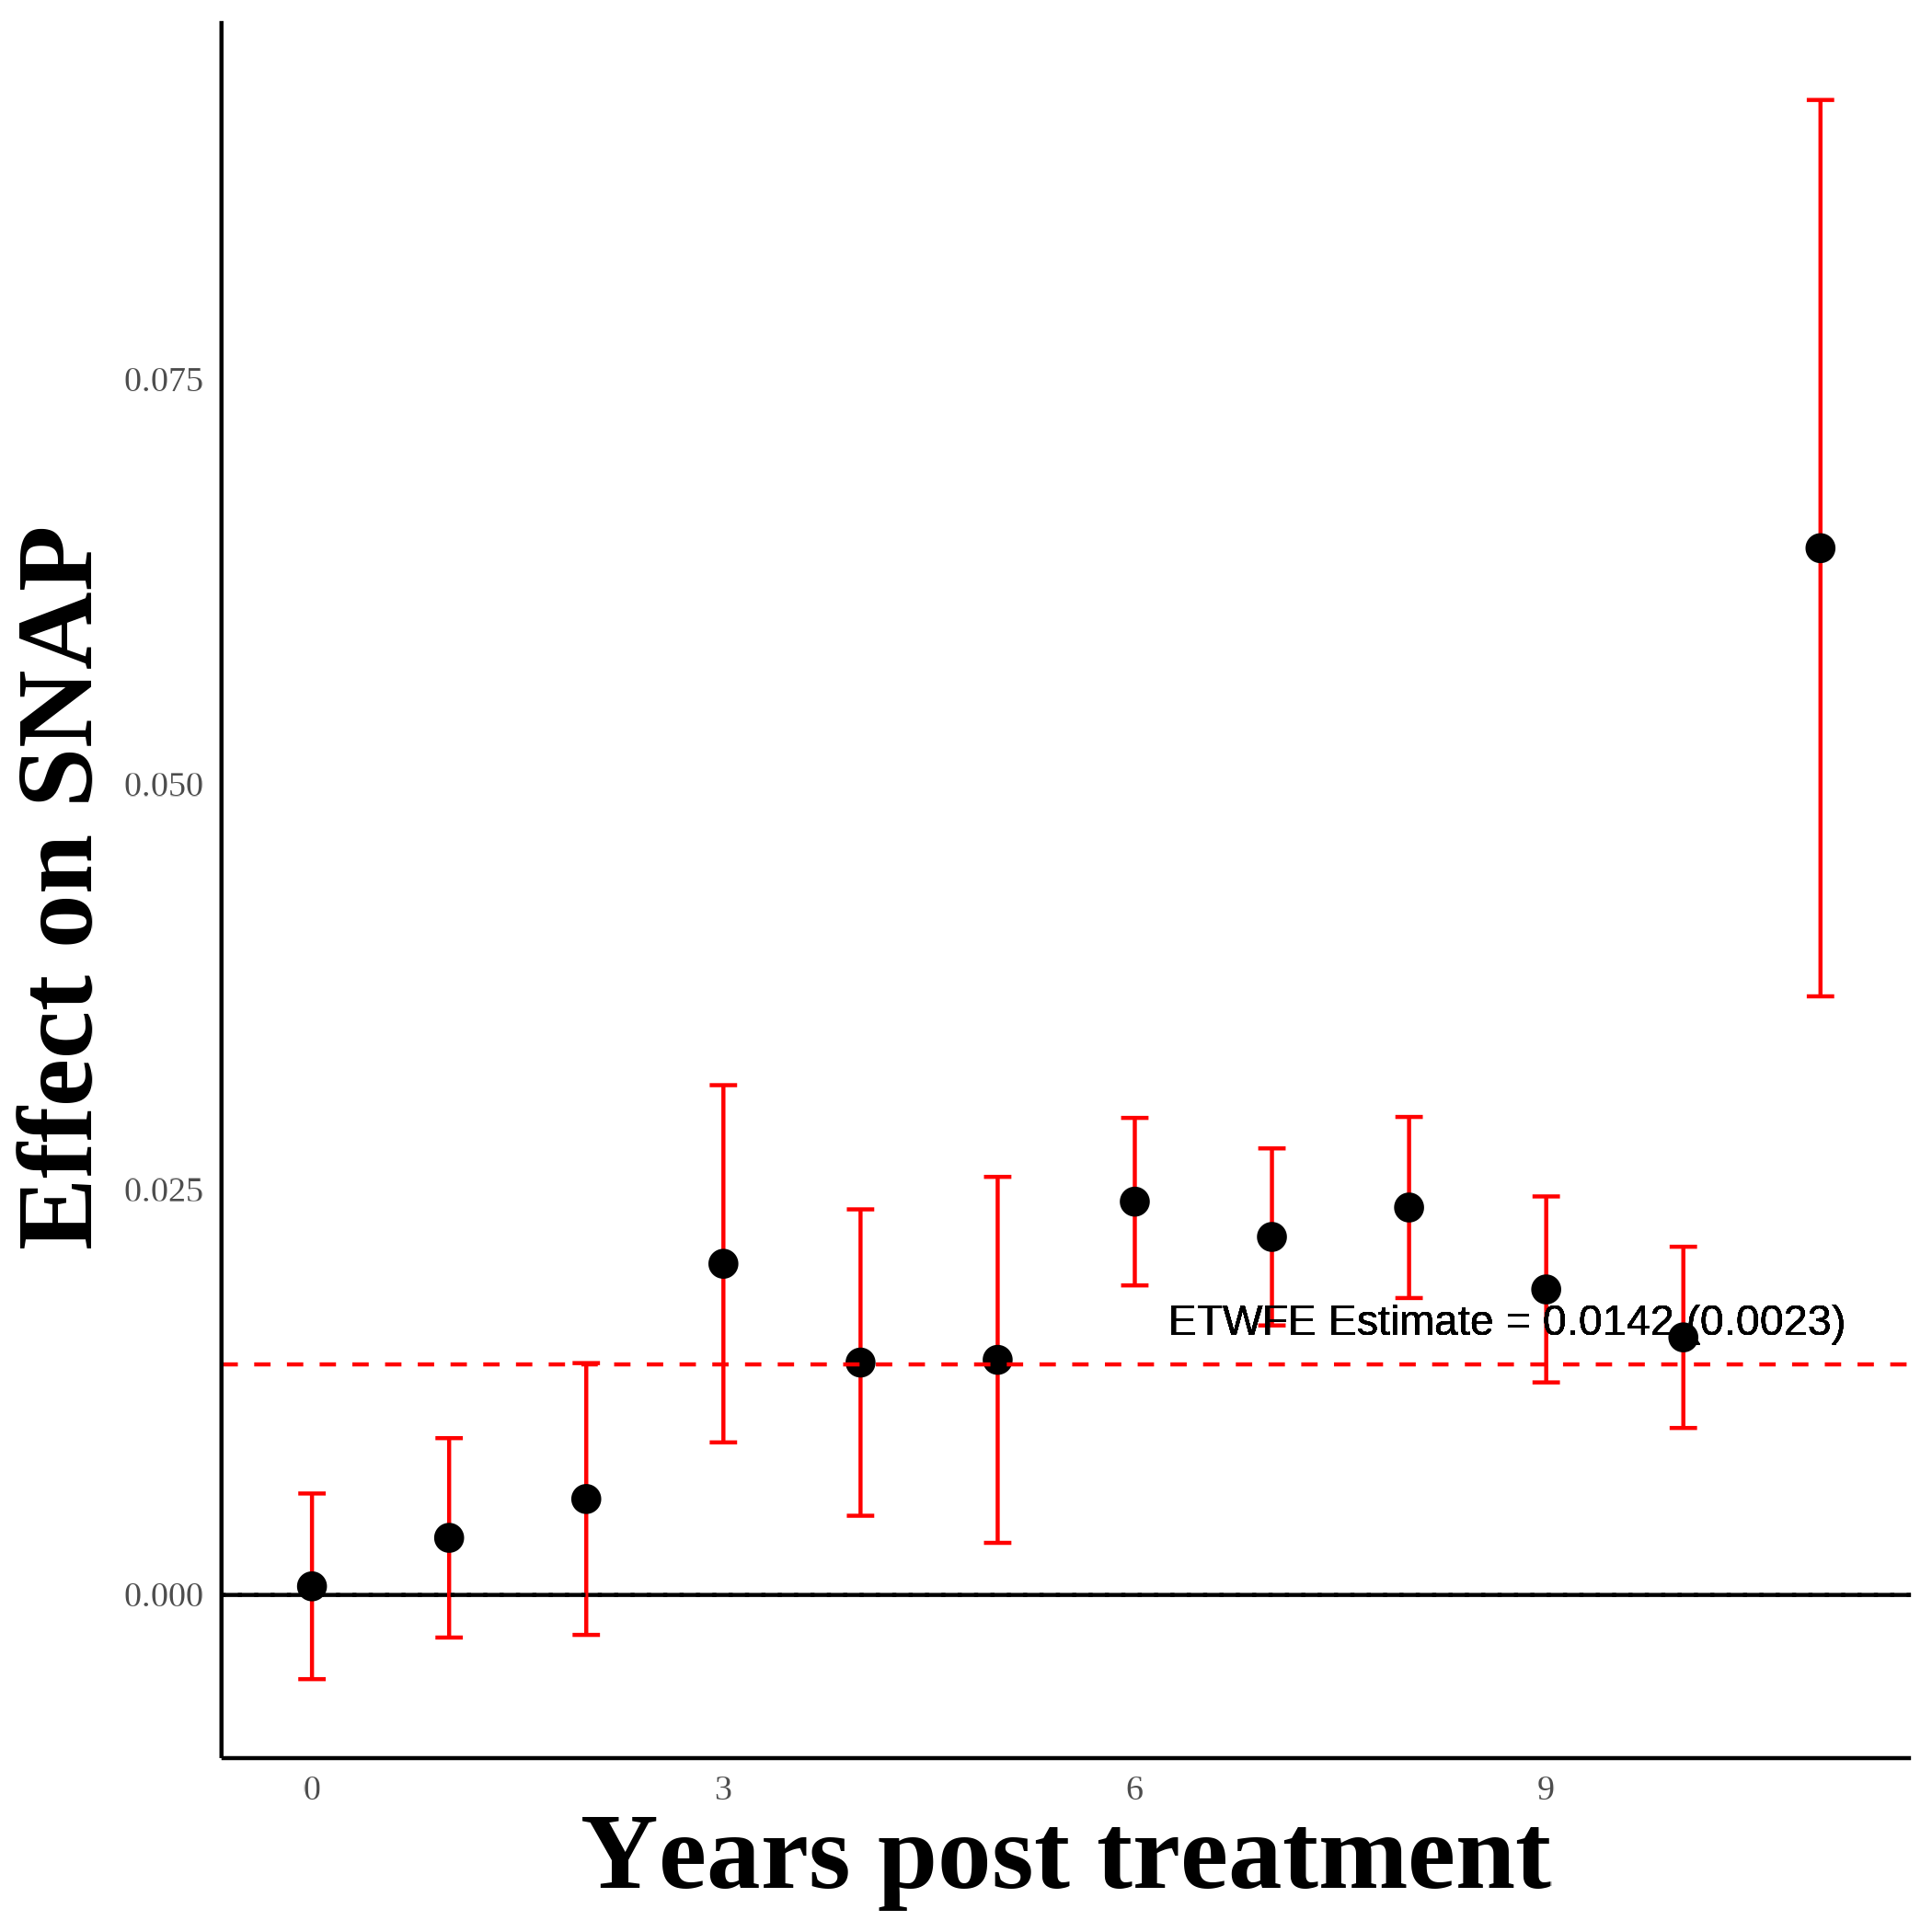 Effect on SNAP
0.075
0.050
0.025
0.000
ETWFE Estimate = 0.0142 (0.0023)
0 3 6 9
Years post treatment